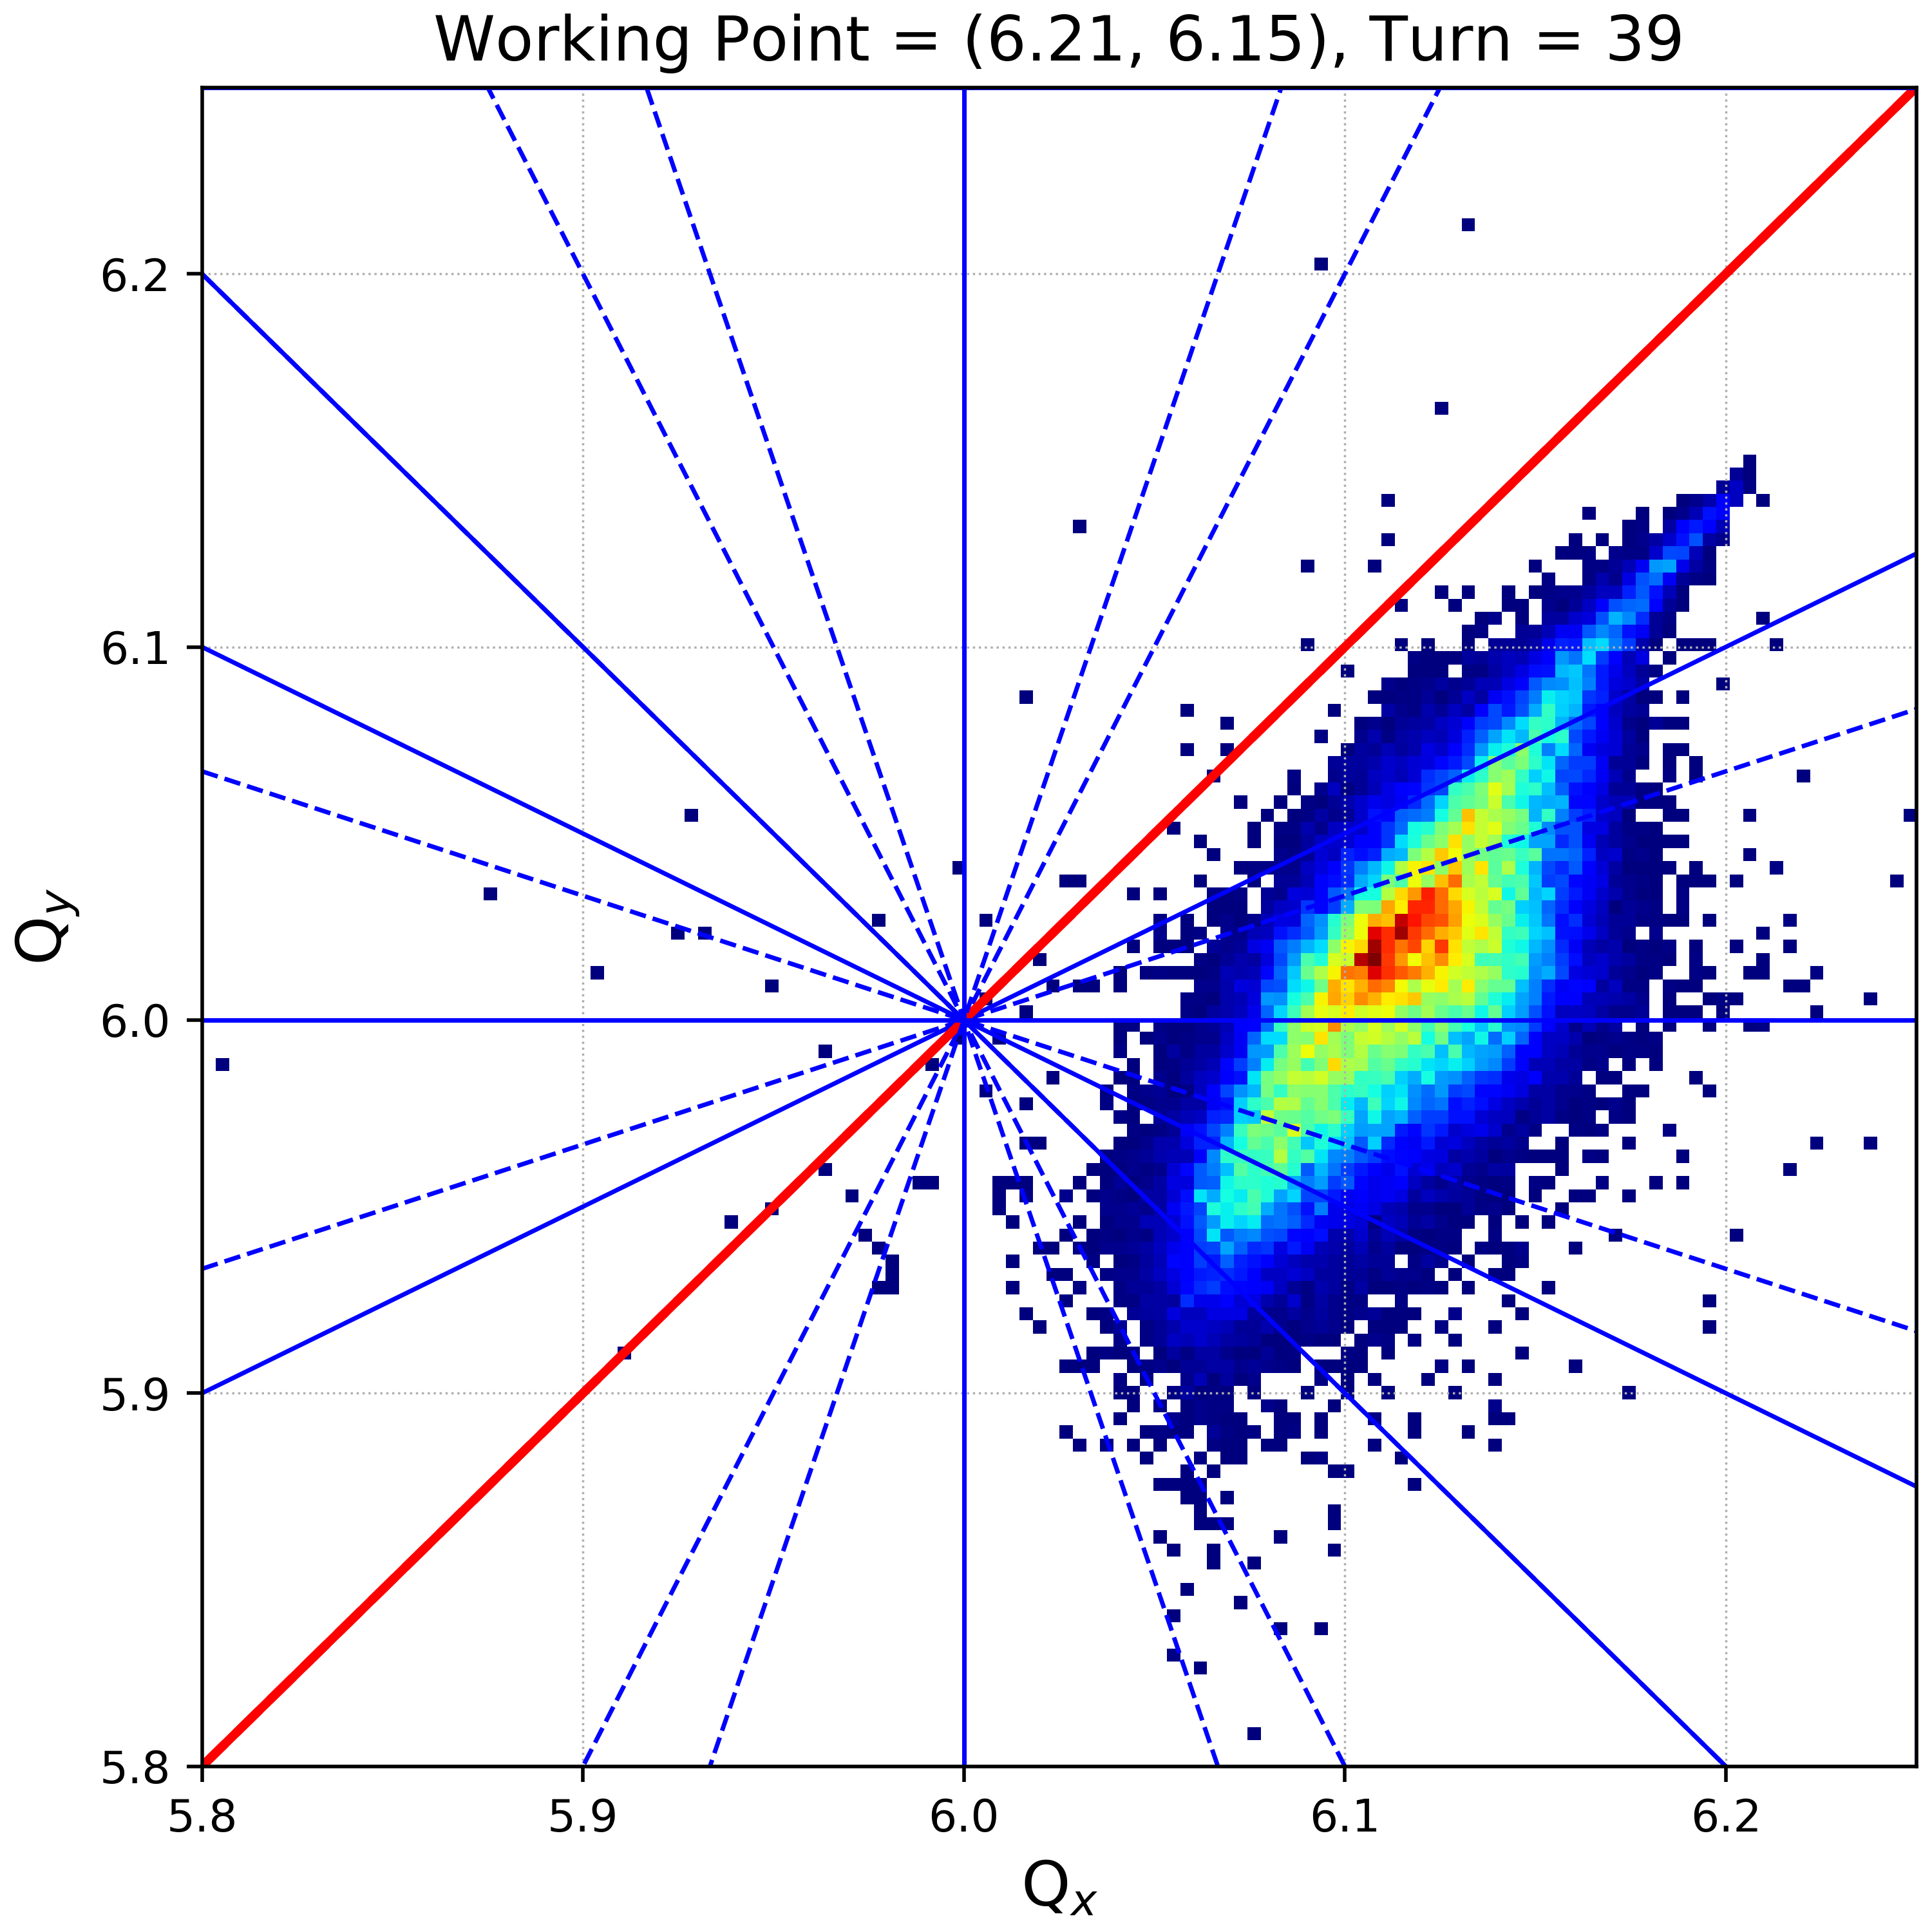 Working Point = (6.21, 6.15), Turn = 39
6.2
6.1
6.0
5.9
5.8
Qy
5.8 5.9 6.0 6.1 6.2
Qx